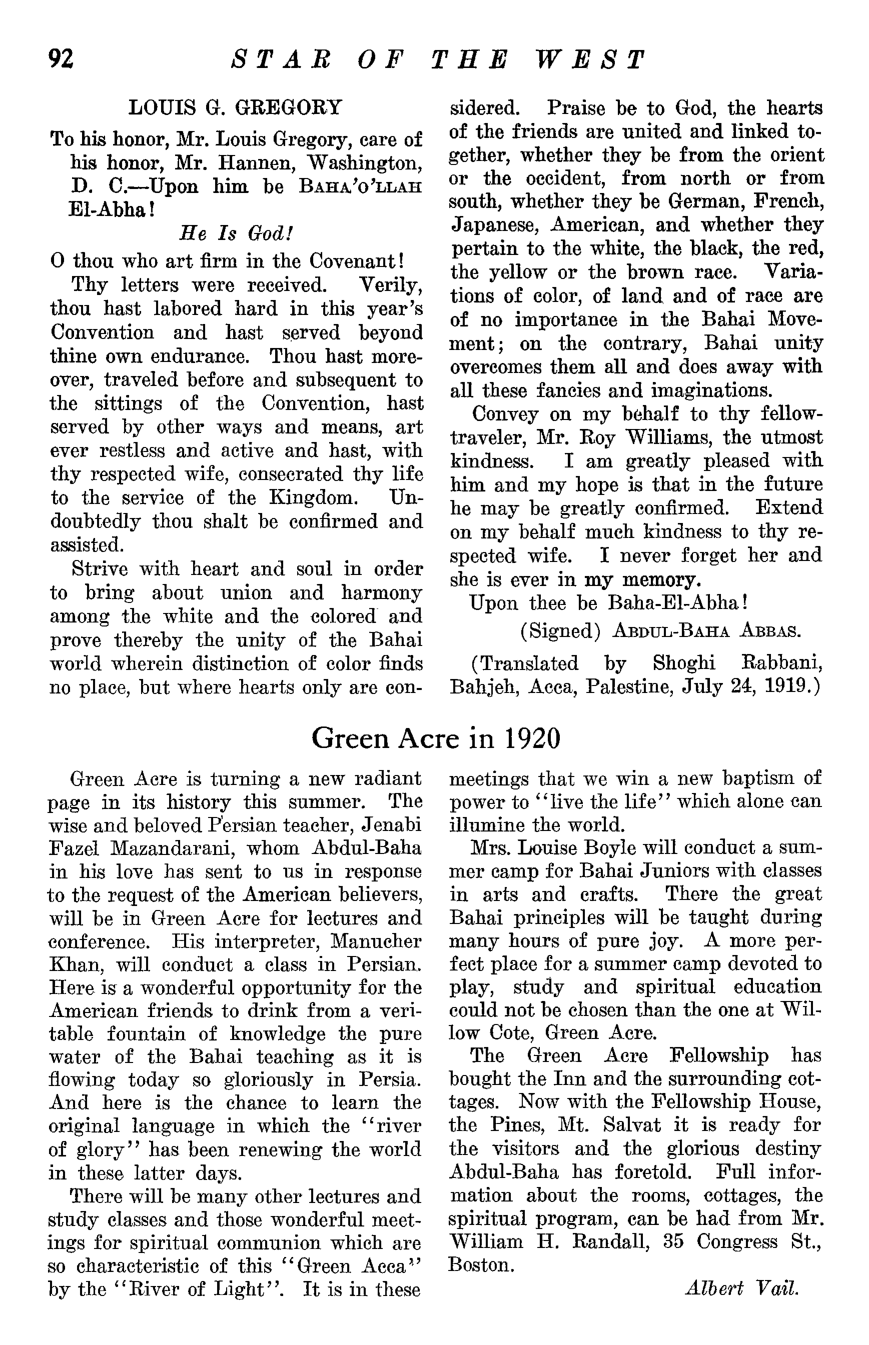 92 STAR OF THE WEST
LOUIS G. GREGORY
To his honor, Mr. Louis Gregory, care of
his honor, Mr. Hannen, Washington,
D. C.—Upon him be BAHA'O'LLAH
El-Abha!
He Is God!
O thou who art firm in the Covenant!
Thy letters were received. Verily,
thou hast labored hard in this year's
Convention and hast served beyond
thine own endurance. Thou hast more-
over, traveled before and subsequent to
the sittings of the Convention, hast
served by other ways and means, art
ever restless and active and hast, with
thy respected wife, consecrated thy life
to the service of the Kingdom. Un-
doubtedly thou shalt be confirmed and
assisted.
Strive with heart and soul in order
to bring about union and harmony
among the white and the colored and
prove thereby the unity of the Bahai
world wherein distinction of color finds
no place, but where hearts only are con-
sidered. Praise be to God, the hearts
of the friends are united and linked to-
gether, whether they be from the orient
or the occident, from north or from
south, whether they be German, French,
Japanese, American, and whether they
pertain to the white, the black, the red,
the yellow or the brown race. Varia-
tions of color, of land and of race are
of no importance in the Bahai Move-
ment; on the contrary, Bahai unity
overcomes them all and does away with
all these fancies and imaginations.
Convey on my behalf to thy fellow-
traveler, Mr. Roy Williams, the utmost
kindness. I am greatly pleased with
him and my hope is that in the future
he may be greatly confirmed. Extend
on my behalf much kindness to thy re-
spected wife. I never forget her and
she is ever in my memory.
Upon thee be Baha-El-Abha!
(Signed) ABDUL-BAHA ABBAS.
(Translated by Shoghi Rabbani,
Bahjeh, Acca, Palestine, July 24, 1919.)
Green Acre in 1920
Green Acre is turning a new radiant
page in its history this summer. The
wise and beloved Persian teacher, Jenabi
Fazel Mazandarani, whom Abdul-Baha
in his love has sent to us in response
to the request of the American believers,
will be in Green Acre for lectures and
conference. His interpreter, Manucher
Khan, will conduct a class in Persian.
Here is a wonderful opportunity for the
American friends to drink from a veri-
table fountain of knowledge the pure
water of the Bahai teaching as it is
flowing today so gloriously in Persia.
And here is the chance to learn the
original language in which the "river
of glory" has been renewing the world
in these latter days.
There will be many other lectures and
study classes and those wonderful meet-
ings for spiritual communion which are
so characteristic of this "Green Acca"
by the "River of Light". It is in these
meetings that we win a new baptism of
power to "live the life" which alone can
illumine the world.
Mrs. Louise Boyle will conduct a sum-
mer camp for Bahai Juniors with classes
in arts and crafts. There the great
Bahai principles will be taught during
many hours of pure joy. A more per-
fect place for a summer camp devoted to
play, study and spiritual education
could not be chosen than the one at Wil-
low Cote, Green Acre.
The Green Acre Fellowship has
bought the Inn and the surrounding cot-
tages. Now with the Fellowship House,
the Pines, Mt. Salvat it is ready for
the visitors and the glorious destiny
Abdul-Baha has foretold. Full infor-
mation about the rooms, cottages, the
spiritual program, can be had from Mr.
William H. Randall, 35 Congress St.,
Boston.
Albert Vail.